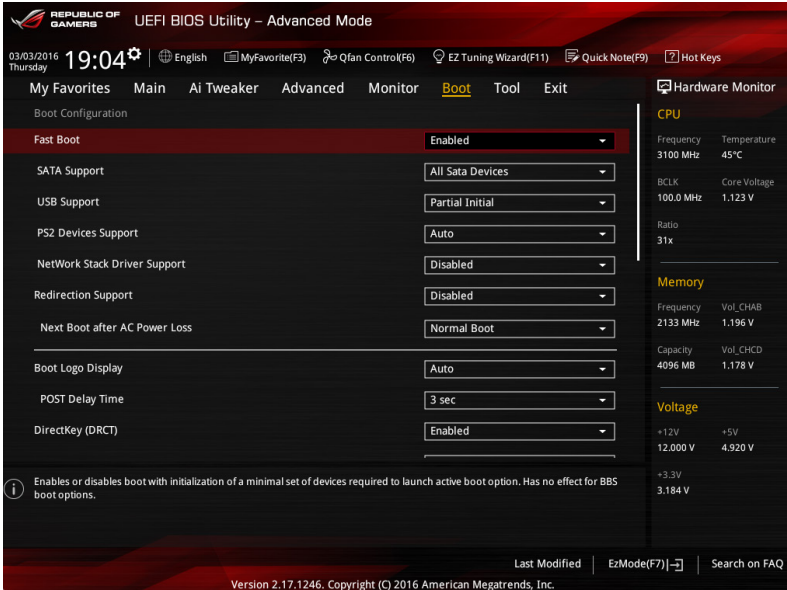 REPUBLIC OF
GAMERS
UEFI BIOS Utility – Advanced Mode
03/03/2016
Thursday
19:04
English
MyFavorite(F3)
Qfan Control(F6)
EZ Tuning Wizard(F11)
Quick Note(F9)
? Hot Keys
My Favorites
Main
Ai Tweaker
Advanced
Monitor
Boot
Tool
Exit
Boot Configuration
Fast Boot Enabled
SATA Support All Sata Devices
USB Support Partial Initial
PS2 Devices Support Auto
NetWork Stack Driver Support Disabled
Redirection Support Disabled
Next Boot after AC Power Loss Normal Boot
Boot Logo Display Auto
POST Delay Time 3 sec
DirectKey (DRCT) Enabled
i
Enables or disables boot with initialization of a minimal set of devices required to launch active boot option. Has no effect for BBS
boot options.
Hardware Monitor
CPU
Frequency Temperature
3100 MHz 45°C
BCLK Core Voltage
100.0 MHz 1.123 V
Ratio
31x
Memory
Frequency Vol_CHAB
2133 MHz 1.196 V
Capacity Vol_CHCD
4096 MB 1.178 V
Voltage
+12V +5V
12.000 V 4.920 V
+3.3V
3.184 V
Last Modified
EzMode(F7)
Search on FAQ
Version 2.17.1246. Copyright (C) 2016 American Megatrends, Inc.